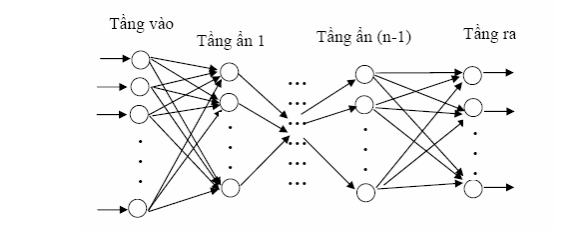 Tầng vào
Tầng ẩn 1
Tầng ẩn (n-1)
Tầng ra